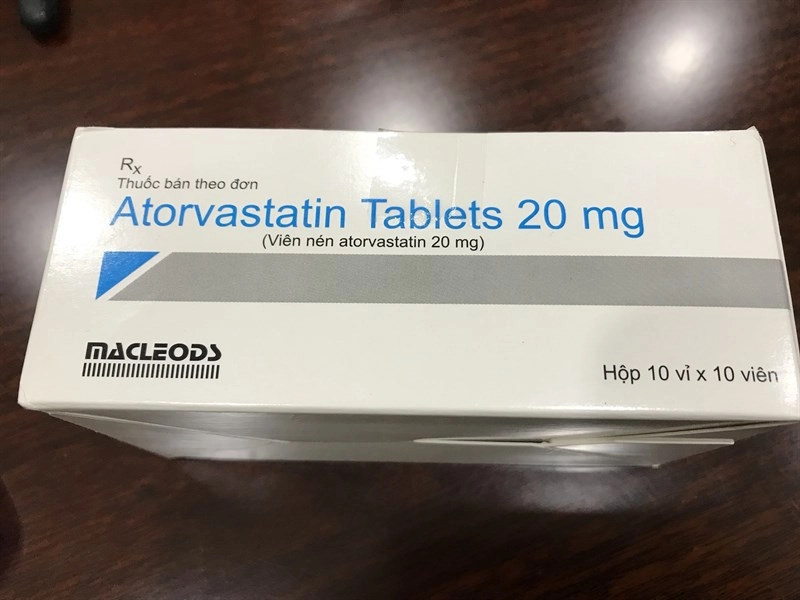 Rx
Thuốc bán theo đơn
Atorvastatin Tablets 20 mg
(Viên nén atorvastatin 20 mg)
MACLEODS
Hộp 10 vỉ x 10 viên